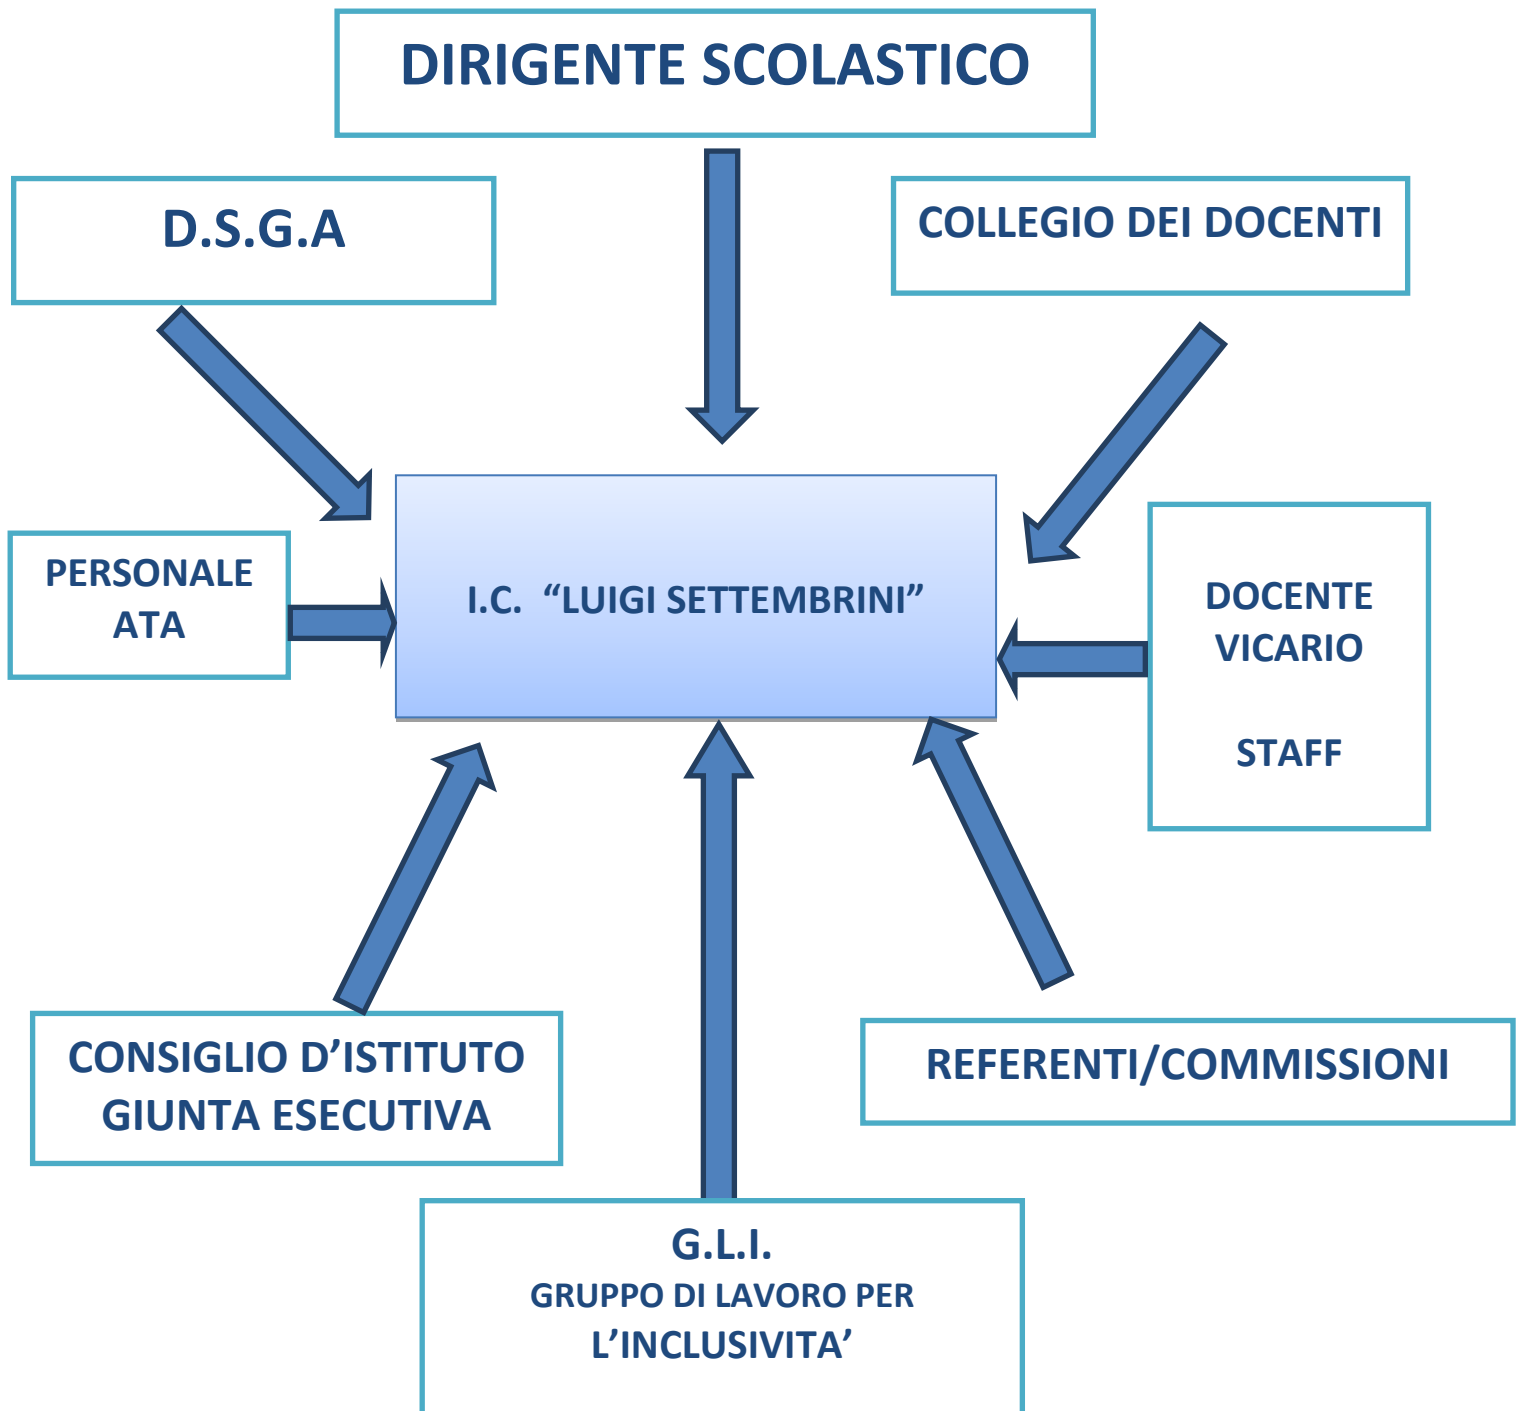 DIRIGENTE SCOLASTICO
D.S.G.A
COLLEGIO DEI DOCENTI
PERSONALE
ATA
I.C.  “LUIGI SETTEMBRINI”
DOCENTE
VICARIO
STAFF
CONSIGLIO D’ISTITUTO
GIUNTA ESECUTIVA
REFERENTI/COMMISSIONI
G.L.I.
GRUPPO DI LAVORO PER
L’INCLUSIVITA’